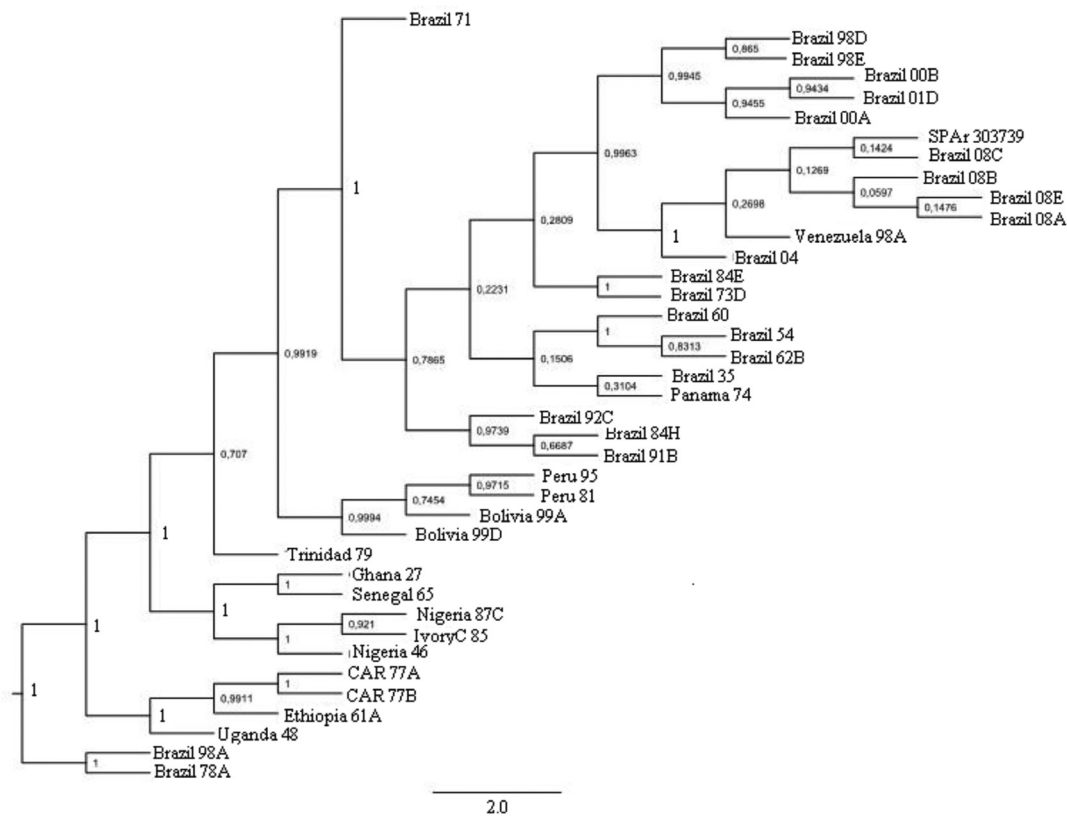 Brazil 71
Brazil 98D
0,865
Brazil 98E
0,9945
Brazil 00B
0,9434
Brazil 01D
0,9455
Brazil 00A
0,9963
SPAr 303739
0,1424
Brazil 08C
0,1269
Brazil 08B
0,0597
Brazil 08E
0,1476
Brazil 08A
0,2698
Venezuela 98A
1
Brazil 04
0,2809
Brazil 84E
1
Brazil 73D
0,2231
Brazil 60
1
Brazil 54
0,8313
Brazil 62B
0,1506
Brazil 35
0,3104
Panama 74
0,7865
Brazil 92C
0,9739
Brazil 84H
0,6687
Brazil 91B
1
0,9919
Peru 95
0,9715
Peru 81
0,7454
Bolivia 99A
0,9994
Bolivia 99D
0,707
Trinidad 79
1
Ghana 27
1
Senegal 65
1
Nigeria 87C
0,921
IvoryC 85
1
Nigeria 46
1
CAR 77A
1
CAR 77B
0,9911
Ethiopia 61A
1
Uganda 48
1
Brazil 98A
1
Brazil 78A
2.0